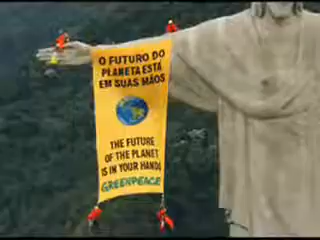 O FUTURO DO
PLANETA ESTÁ
EM SUAS MÃOS
THE FUTURE
OF THE PLANET
IS IN YOUR HANDS
GREENPEACE